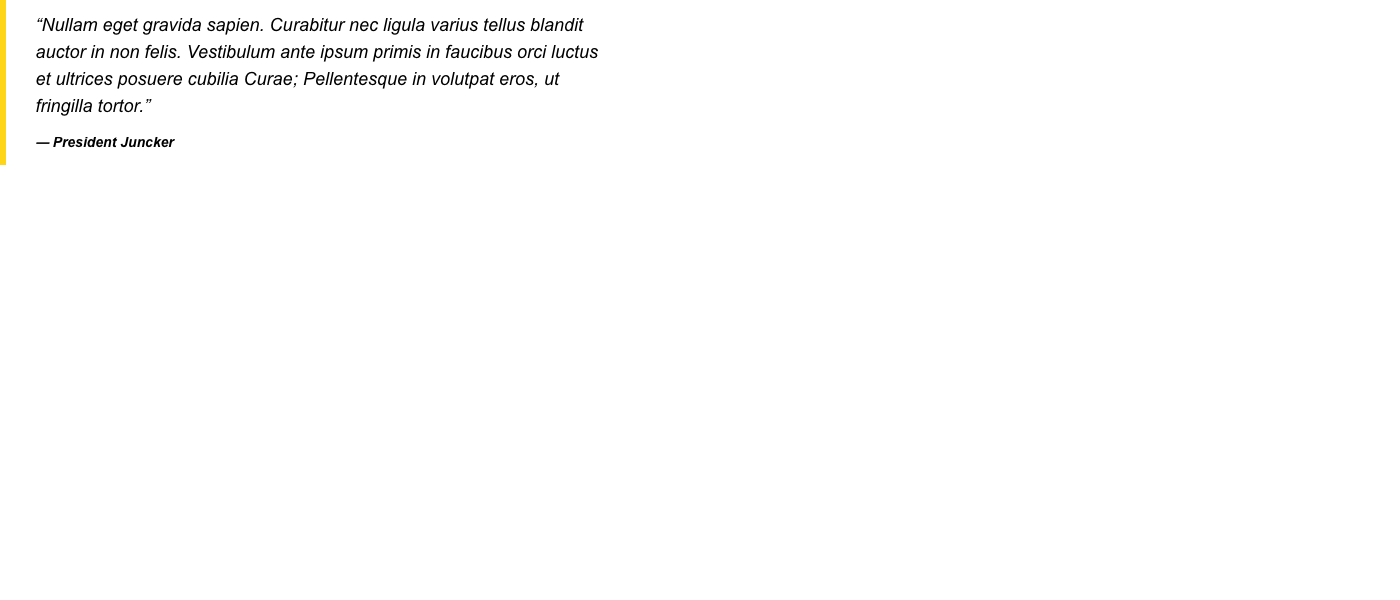 “Nullam eget gravida sapien. Curabitur nec ligula varius tellus blandit
auctor in non felis. Vestibulum ante ipsum primis in faucibus orci luctus
et ultrices posuere cubilia Curae; Pellentesque in volutpat eros, ut
fringilla tortor.”
— President Juncker